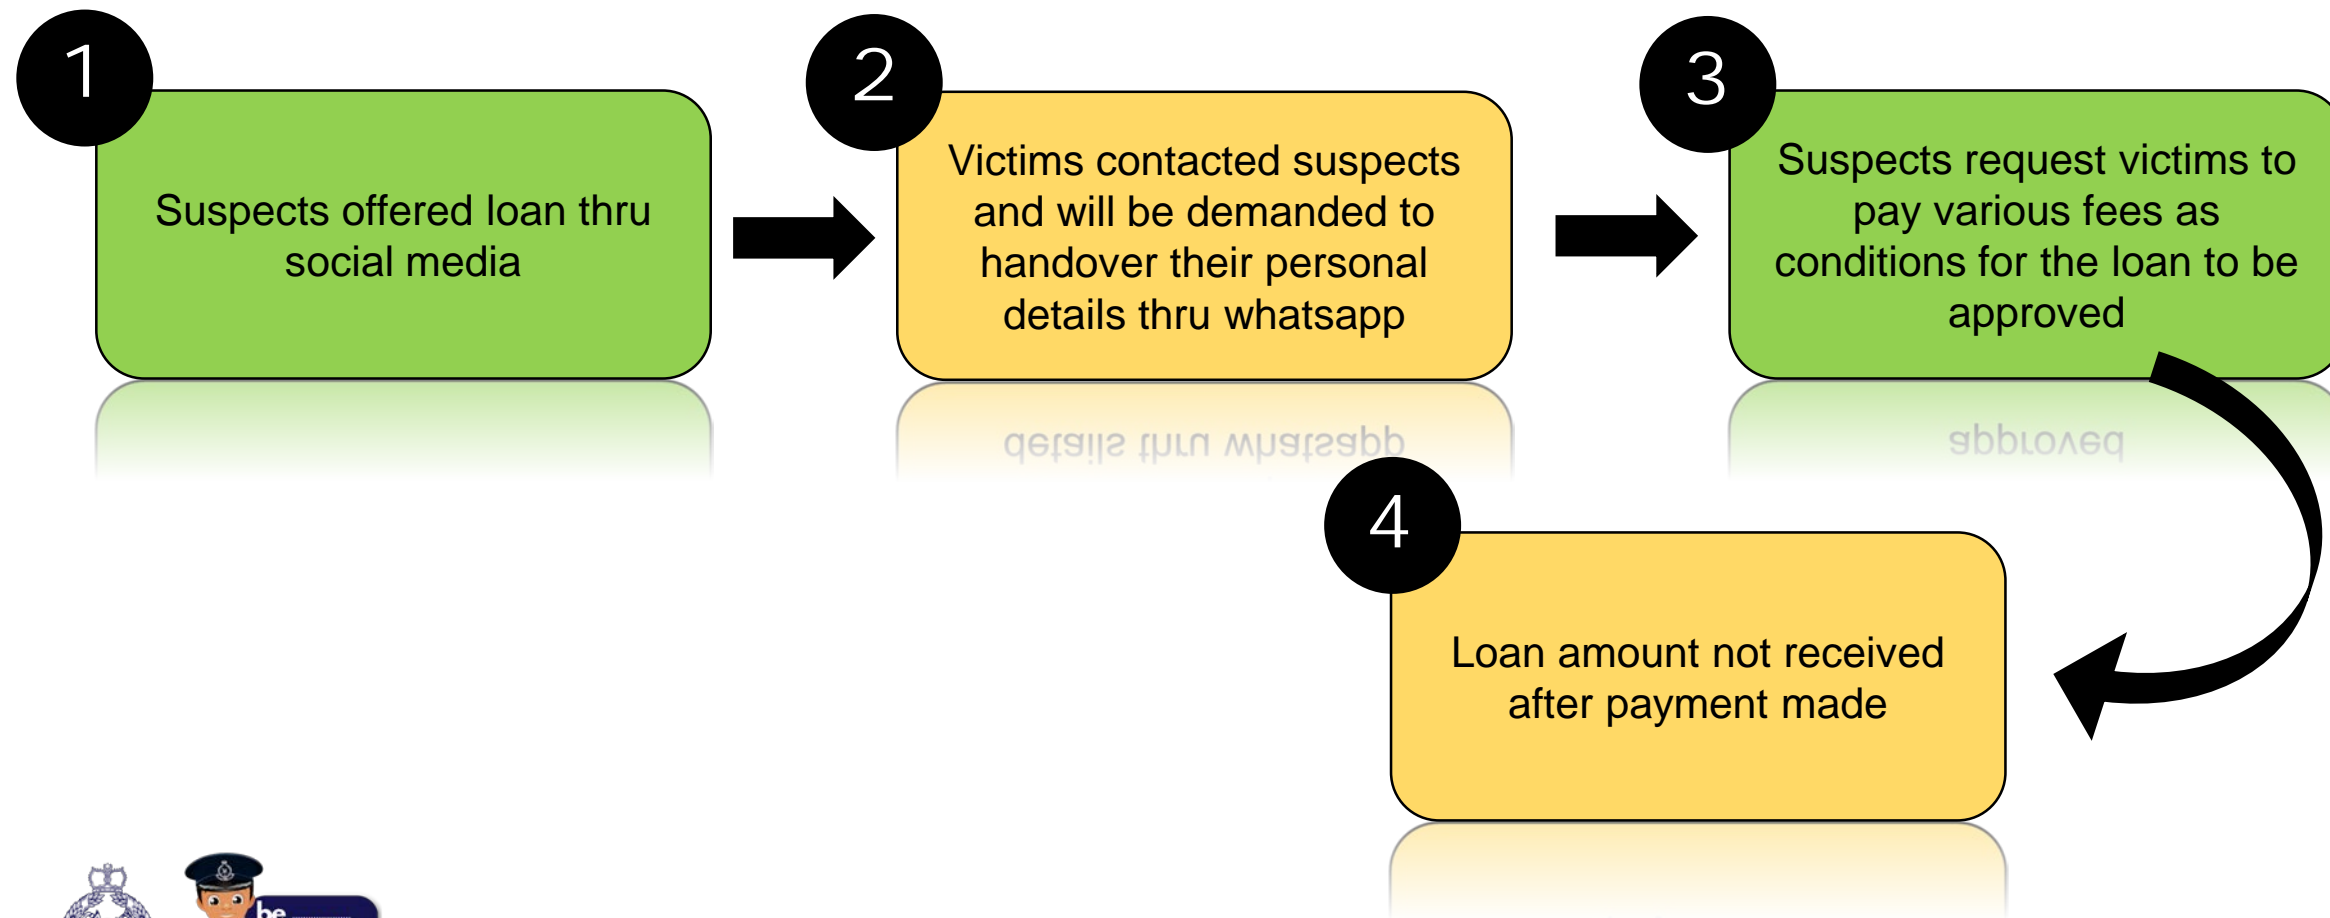 1
Suspects offered loan thru
social media
2
Victims contacted suspects
and will be demanded to
handover their personal
details thru whatsapp
3
Suspects request victims to
pay various fees as
conditions for the loan to be
approved
4
Loan amount not received
after payment made
be